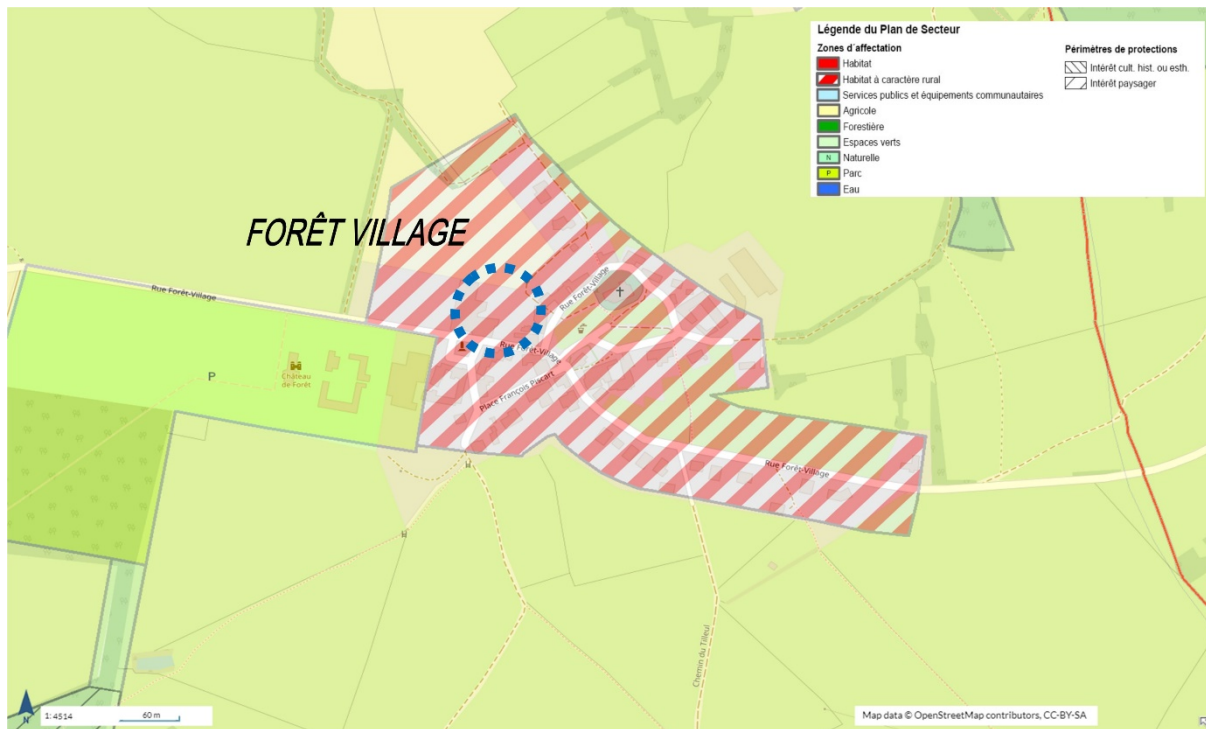 Légende du Plan de Secteur
Zones d'affectation
Habitat
Habitat à caractère rural
Services publics et équipements communautaires
Agricole
Forestière
Espaces verts
N Naturelle
P Parc
Eau
Périmètres de protections
Intérêt cult. hist. ou esth.
Intérêt paysager
FORÊT VILLAGE
Rue Forêt-Village
Rue Forêt-Village
Rue Forêt-Village
Château
de Forêt
P
Place François Piacart
Rue Forêt-Village
Chemin du Tilleul
N
1: 4514
60 m
Map data © OpenStreetMap contributors, CC-BY-SA